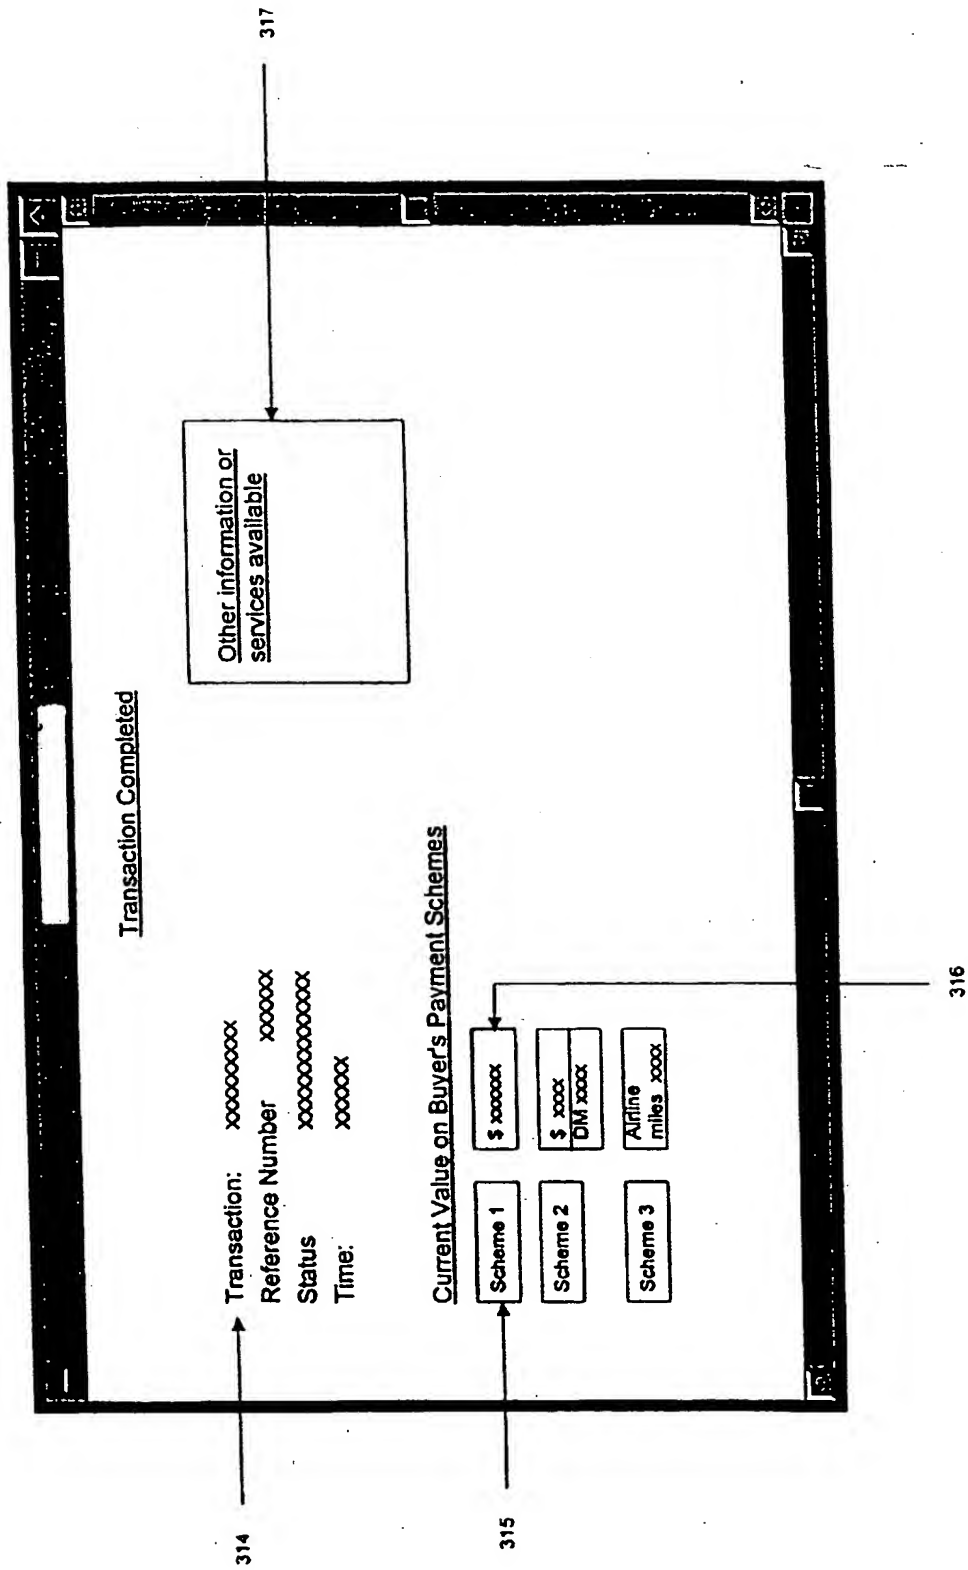 317
Transaction Completed
Transaction: xxxxxxxxx
Reference Number xxxxxx
Status xxxxxxxxxxxxx
Time: xxxxxx
Other information or
services available
Current Value on Buyer's Payment Schemes
Scheme 1 $ xxxxxx
Scheme 2 $ xxxx
DM xxxx
Scheme 3 Airline
miles xxxx
314
315
316